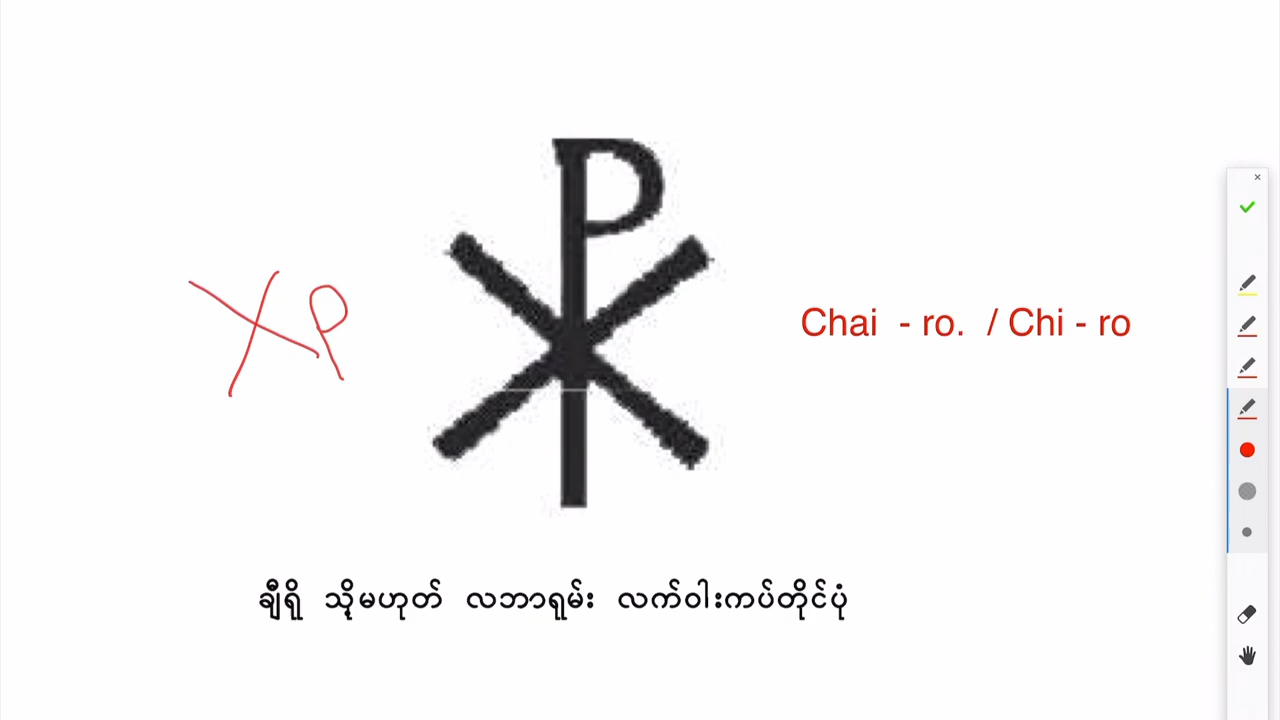 XP
Chai - ro. / Chi - ro
ချီရို သို့မဟုတ် လဘာရူမ်း လက်ဝါးကပ်တိုင်ပုံ